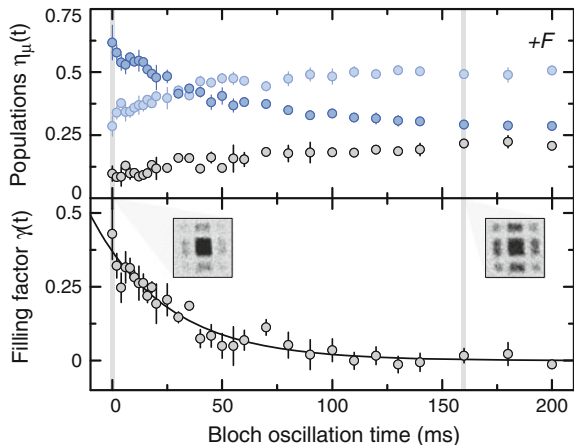 Populations ημ(t)
0.75
0.5
0.25
0
+F
Filling factor γ(t)
0.5
0.25
0
0 50 100 150 200
Bloch oscillation time (ms)